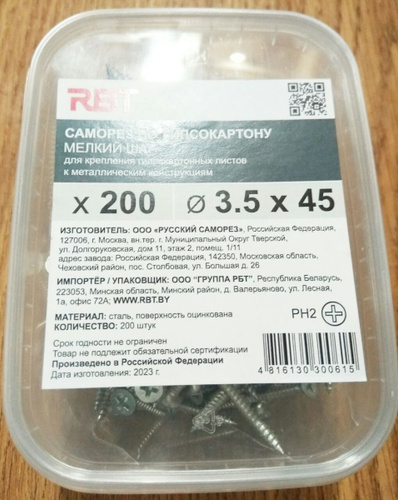 RBT
САМОРЕЗ ПО ГИПСОКАРТОНУ
МЕЛКИЙ ШАГ
для крепления гипсокартонных листов
к металлическим конструкциям
x 200 ø 3.5 x 45
ИЗГОТОВИТЕЛЬ: ООО «РУССКИЙ САМОРЕЗ», Российская Федерация,
127006, г. Москва, вн.тер. г. Муниципальный Округ Тверской,
ул. Долгоруковская, дом 11, этаж 2, помещ. 1/11
адрес завода: Российская Федерация, 142350, Московская область,
Чеховский район, пос. Столбовая, ул. Большая д. 26
ИМПОРТЁР / УПАКОВЩИК: ООО "ГРУППА РБТ", Республика Беларусь,
223053, Минская область, Минский район, д. Валерьяново, ул. Лесная,
1а, офис 72А; WWW.RBT.BY
МАТЕРИАЛ: сталь, поверхность оцинкована
КОЛИЧЕСТВО: 200 штук
PH2
Срок годности не ограничен
Товар не подлежит обязательной сертификации
Произведено в Российской Федерации
Дата изготовления: 2023 г.
4 816130 300615